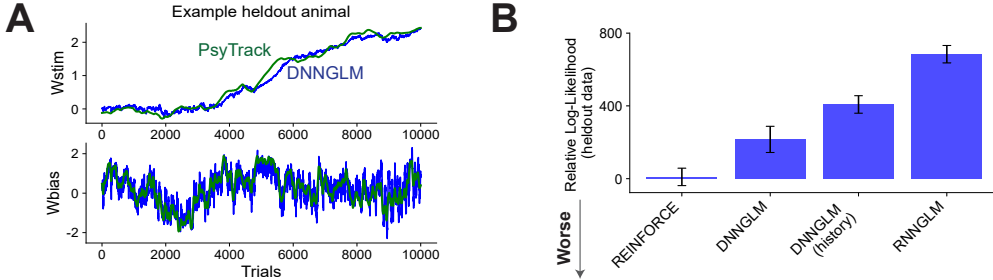 A
Example heldout animal
Wstim
2
1
0
PsyTrack
DNNGLM
0
2000
4000
6000
8000
10000
Wbias
2
0
-2
0
2000
4000
6000
8000
10000
Trials
B
Relative Log-Likelihood
(heldout data)
800
400
0
Worse
REINFORCE
DNNGLM
DNNGLM
(history)
RNNGLM